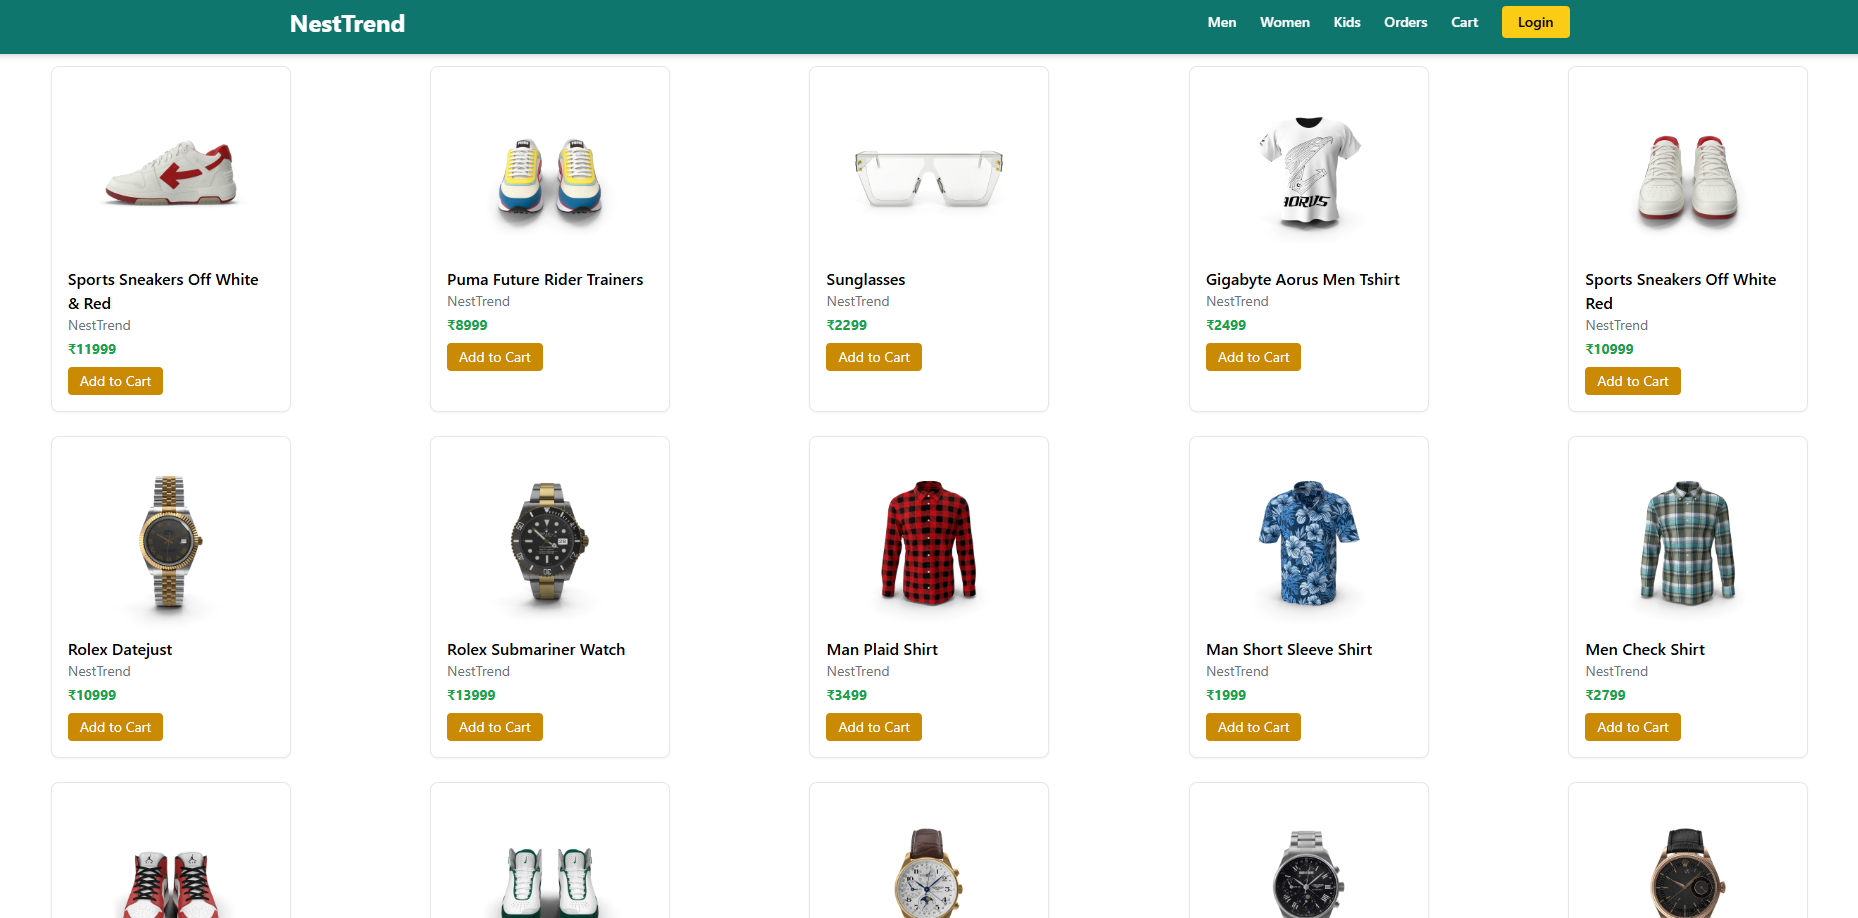 NestTrend
Men Women Kids Orders Cart Login
Sports Sneakers Off White
& Red
NestTrend
₹11999
Add to Cart
Puma Future Rider Trainers
NestTrend
₹8999
Add to Cart
Sunglasses
NestTrend
₹2299
Add to Cart
AORUS
Gigabyte Aorus Men Tshirt
NestTrend
₹2499
Add to Cart
Sports Sneakers Off White
Red
NestTrend
₹10999
Add to Cart
Rolex Datejust
NestTrend
₹10999
Add to Cart
Rolex Submariner Watch
NestTrend
₹13999
Add to Cart
Man Plaid Shirt
NestTrend
₹3499
Add to Cart
Man Short Sleeve Shirt
NestTrend
₹1999
Add to Cart
Men Check Shirt
NestTrend
₹2799
Add to Cart